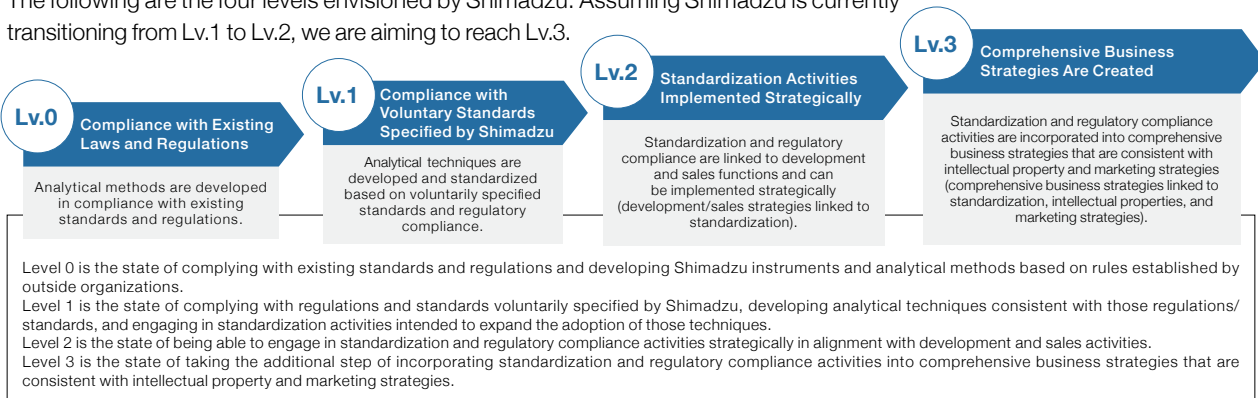 The following are the four levels envisioned by Shimadzu. Assuming Shimadzu is currently
transitioning from Lv.1 to Lv.2, we are aiming to reach Lv.3.
Lv.0
Compliance with Existing
Laws and Regulations
Analytical methods are developed
in compliance with existing
standards and regulations.
Lv.1
Compliance with
Voluntary Standards
Specified by Shimadzu
Analytical techniques are
developed and standardized
based on voluntarily specified
standards and regulatory
compliance.
Lv.2
Standardization Activities
Implemented Strategically
Standardization and regulatory
compliance are linked to development
and sales functions and can
be implemented strategically
(development/sales strategies linked to
standardization).
Lv.3
Comprehensive Business
Strategies Are Created
Standardization and regulatory compliance
activities are incorporated into comprehensive
business strategies that are consistent with
intellectual property and marketing strategies
(comprehensive business strategies linked to
standardization, intellectual properties, and
marketing strategies).
Level 0 is the state of complying with existing standards and regulations and developing Shimadzu instruments and analytical methods based on rules established by
outside organizations.
Level 1 is the state of complying with regulations and standards voluntarily specified by Shimadzu, developing analytical techniques consistent with those regulations/
standards, and engaging in standardization activities intended to expand the adoption of those techniques.
Level 2 is the state of being able to engage in standardization and regulatory compliance activities strategically in alignment with development and sales activities.
Level 3 is the state of taking the additional step of incorporating standardization and regulatory compliance activities into comprehensive business strategies that are
consistent with intellectual property and marketing strategies.